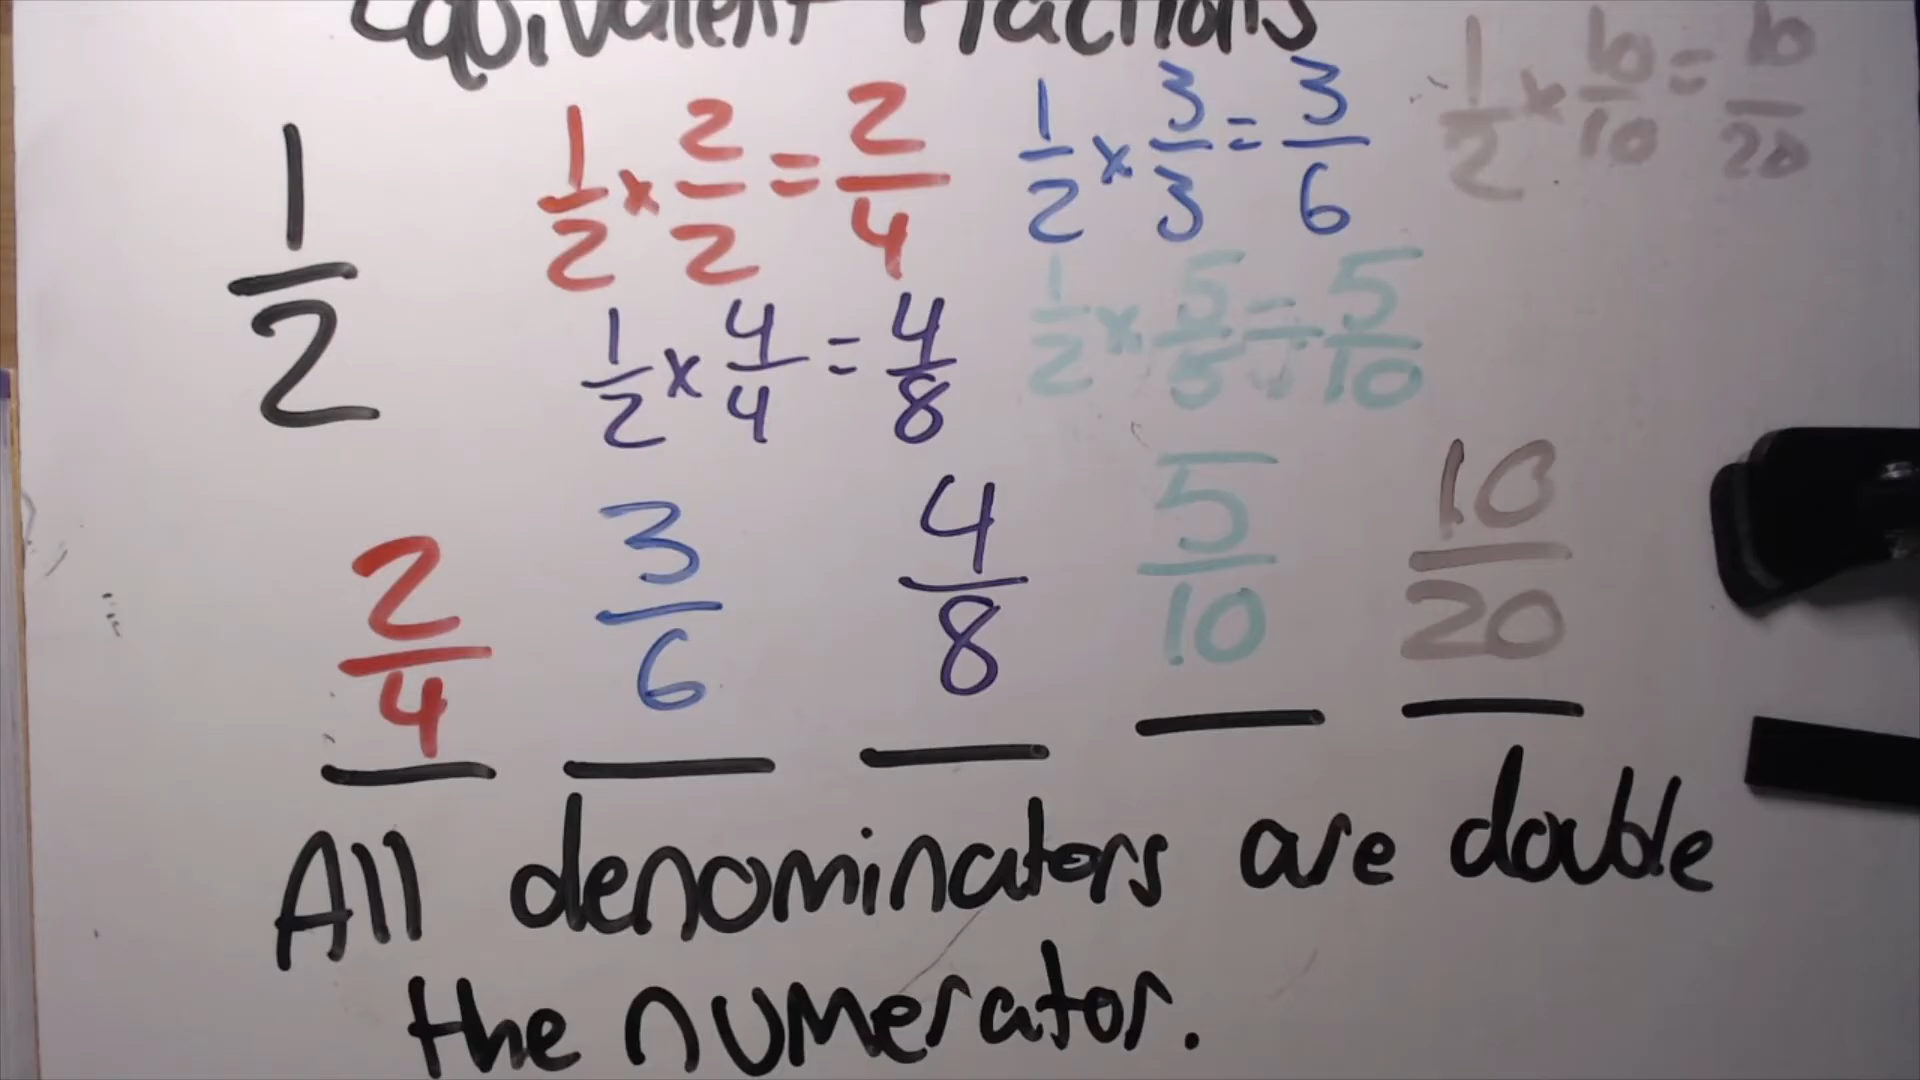 Equivalent Fractions
1/2
1/2 x 2/2 = 2/4
1/2 x 3/3 = 3/6
1/2 x 10/10 = 10/20
1/2 x 4/4 = 4/8
1/2 x 5/5 = 5/10
2/4 3/6 4/8 5/10 10/20
All denominators are double
the numerator.